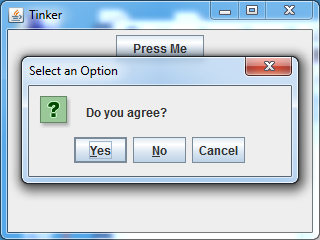 Tinker
Press Me
Select an Option
?
Do you agree?
Yes
No
Cancel